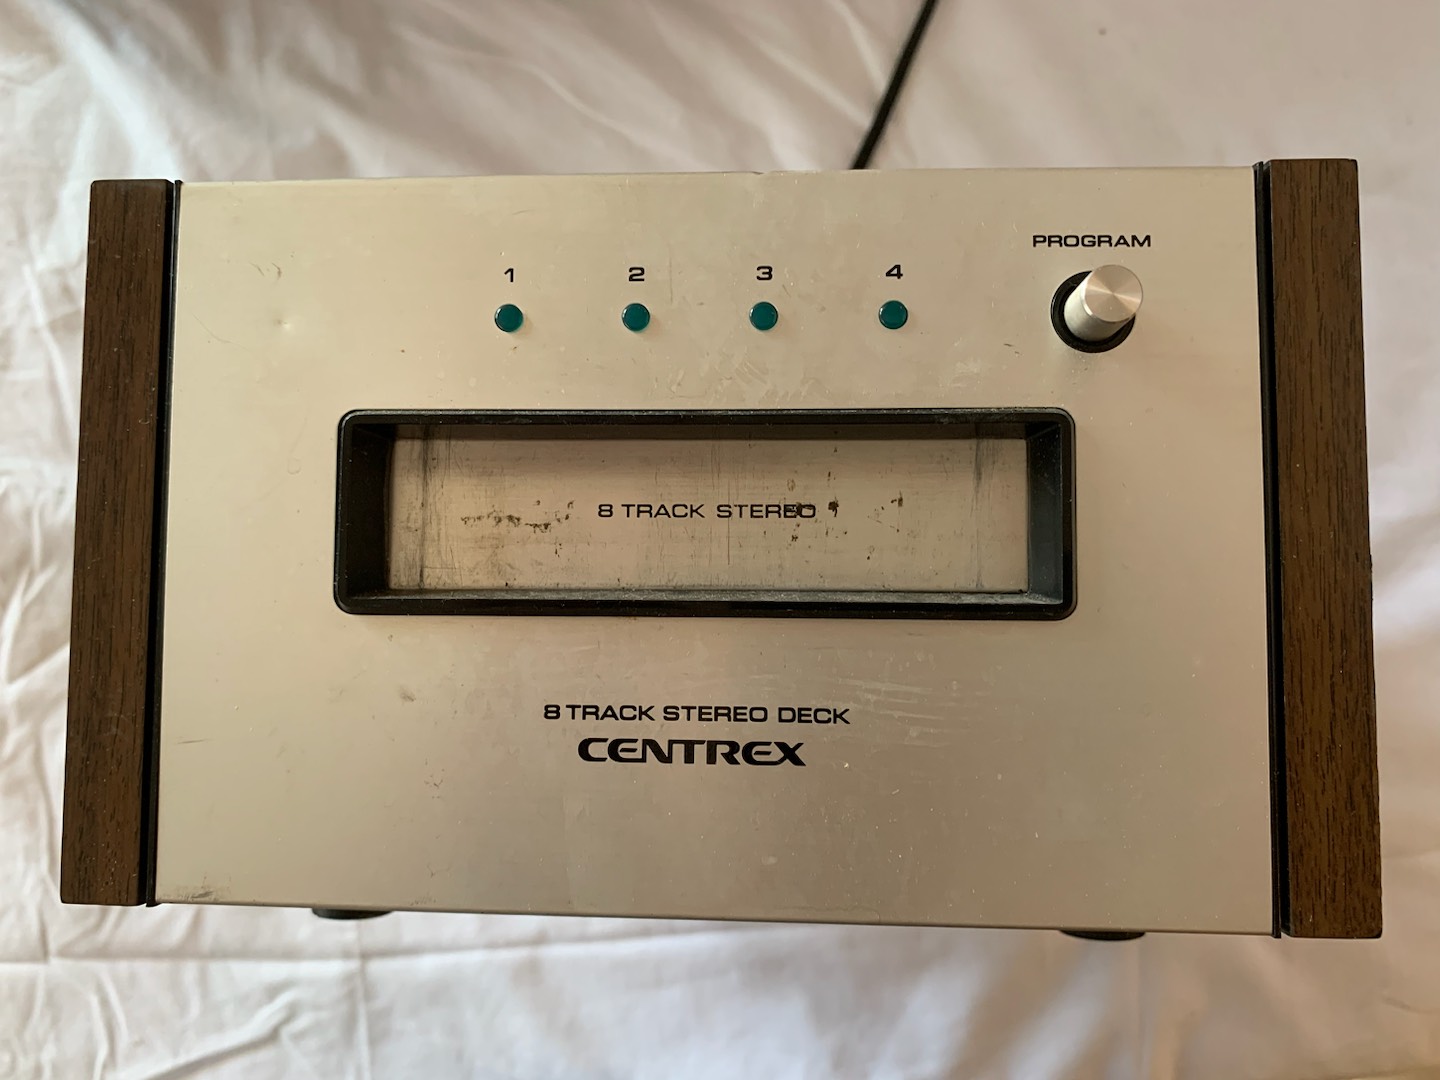 PROGRAM
1 2 3 4
8 TRACK STEREO
8 TRACK STEREO DECK
CENTREX